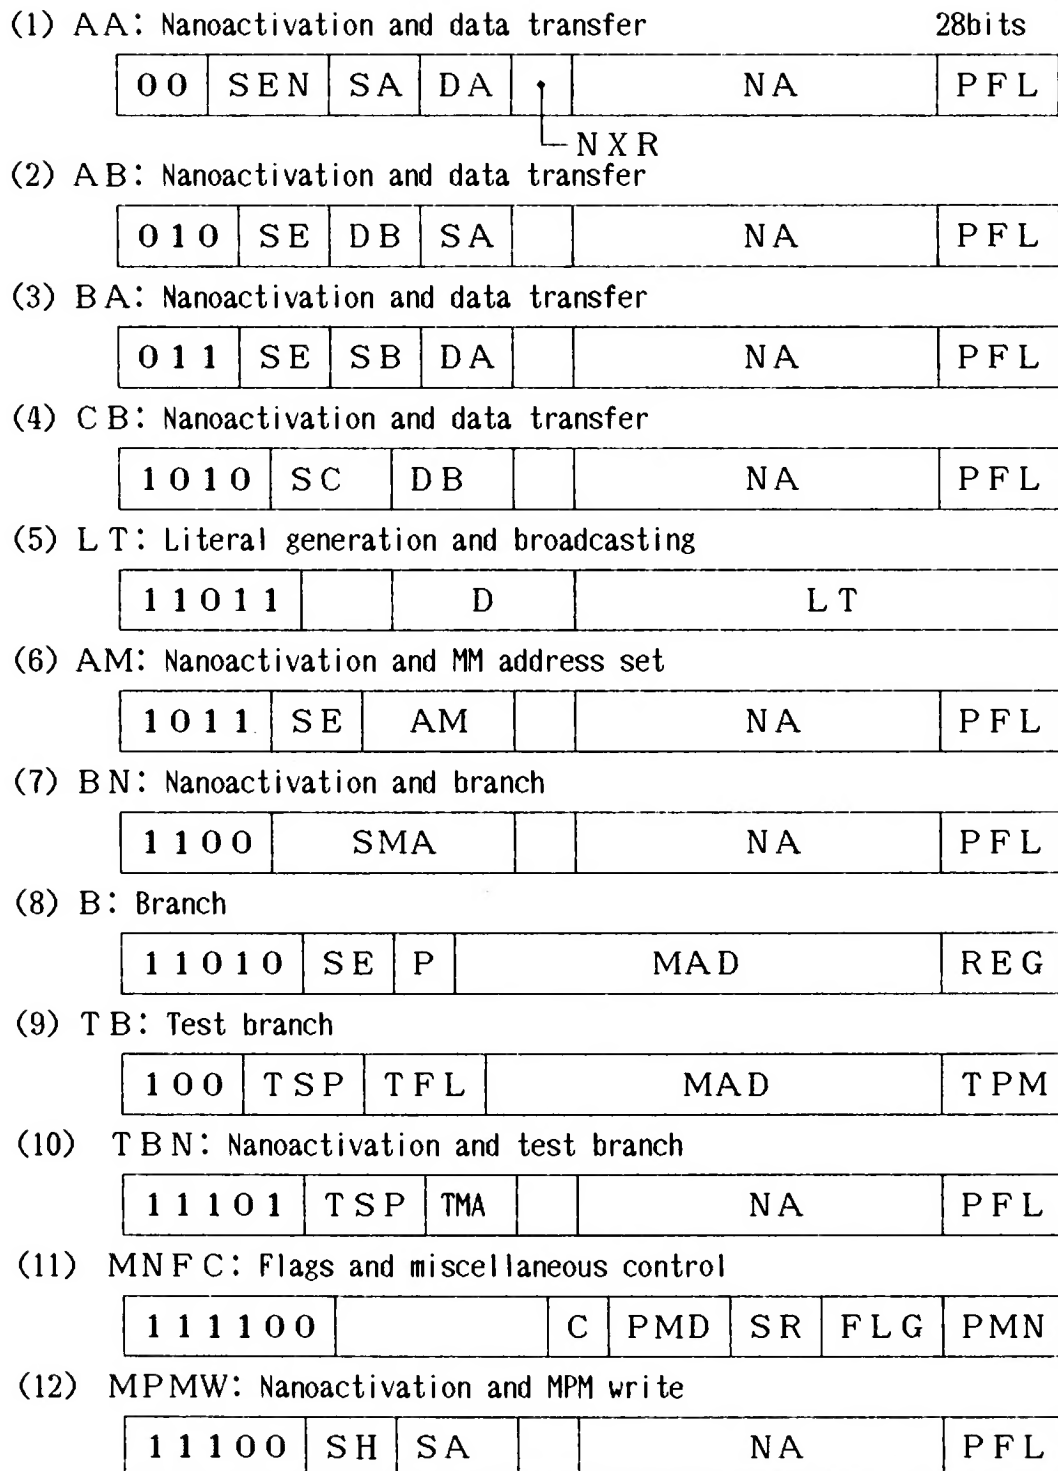 (1) AA: Nanoactivation and data transfer 28bits
00 SEN SA DA NA PFL
NXR
(2) AB: Nanoactivation and data transfer
010 SE DB SA NA PFL
(3) BA: Nanoactivation and data transfer
011 SE SB DA NA PFL
(4) CB: Nanoactivation and data transfer
1010 SC DB NA PFL
(5) LT: Literal generation and broadcasting
11011 D LT
(6) AM: Nanoactivation and MM address set
1011 SE AM NA PFL
(7) BN: Nanoactivation and branch
1100 SMA NA PFL
(8) B: Branch
11010 SE P MAD REG
(9) TB: Test branch
100 TSP TFL MAD TPM
(10) TBN: Nanoactivation and test branch
11101 TSP TMA NA PFL
(11) MNFC: Flags and miscellaneous control
111100 C PMD SR FLG PMN
(12) MPMW: Nanoactivation and MPM write
11100 SH SA NA PFL